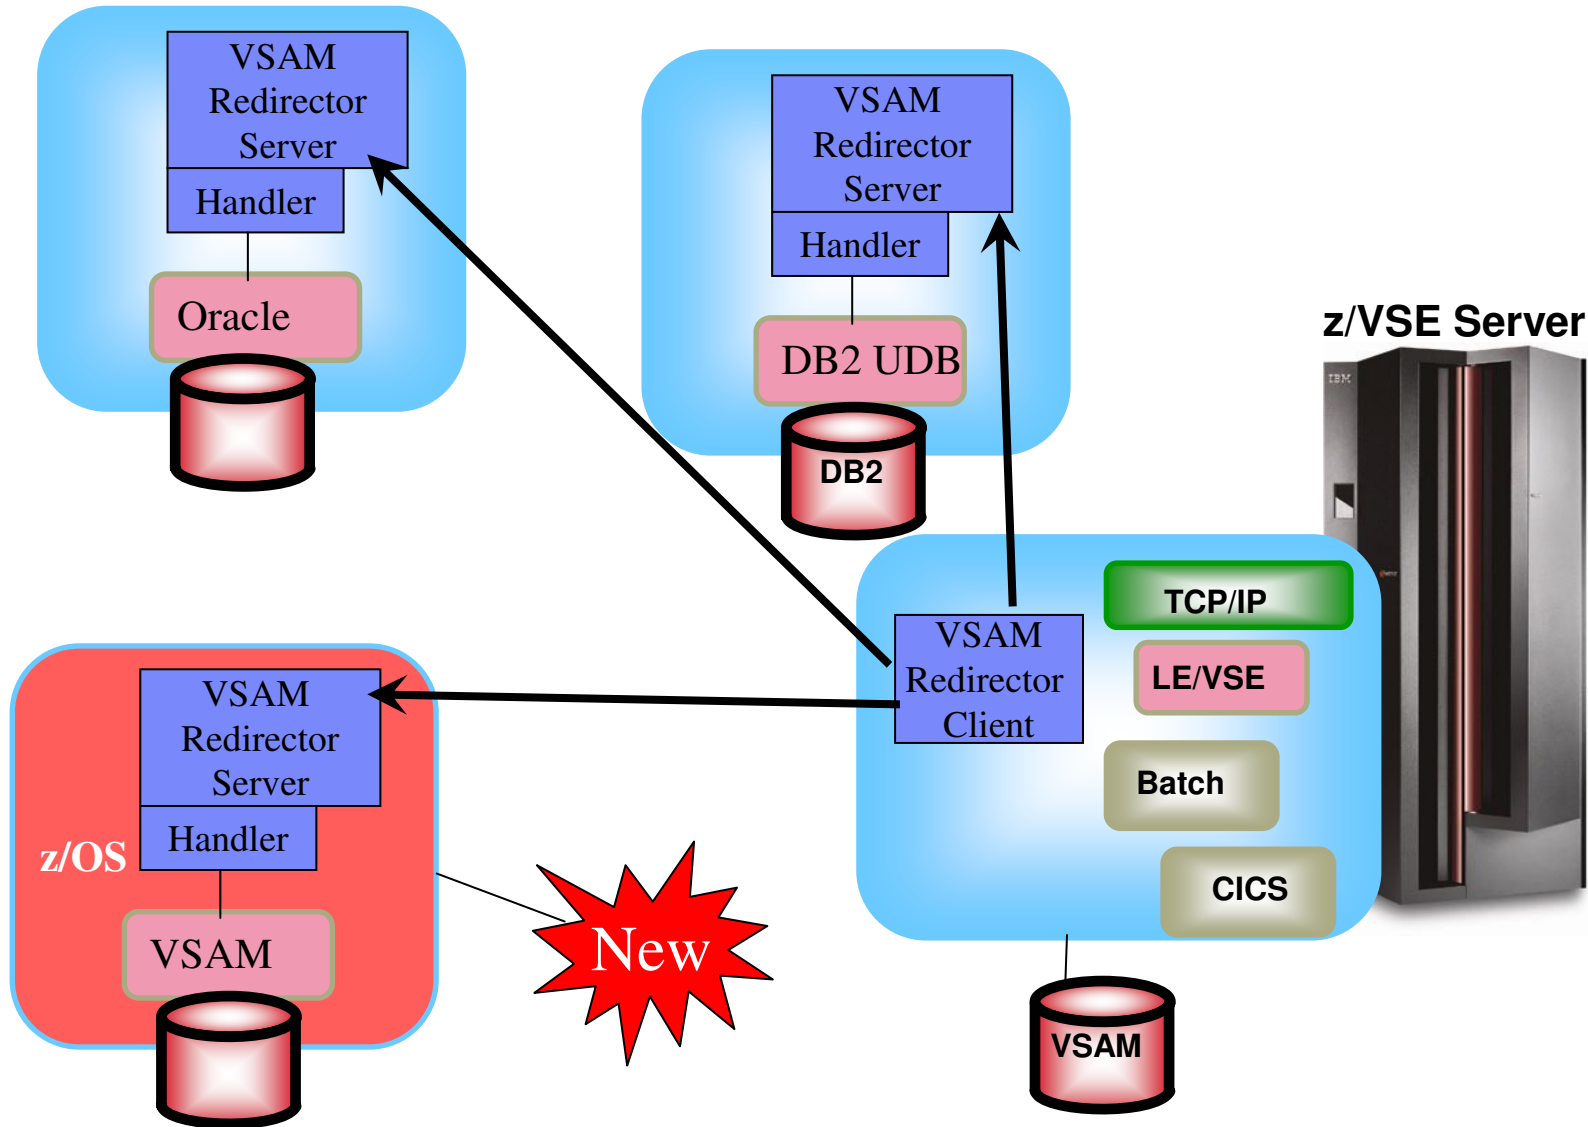 VSAM
Redirector
Server
Handler
Oracle
VSAM
Redirector
Server
Handler
DB2 UDB
DB2
z/VSE Server
IBM
TCP/IP
VSAM
Redirector
Client
LE/VSE
Batch
CICS
VSAM
VSAM
Redirector
Server
Handler
z/OS
VSAM
New